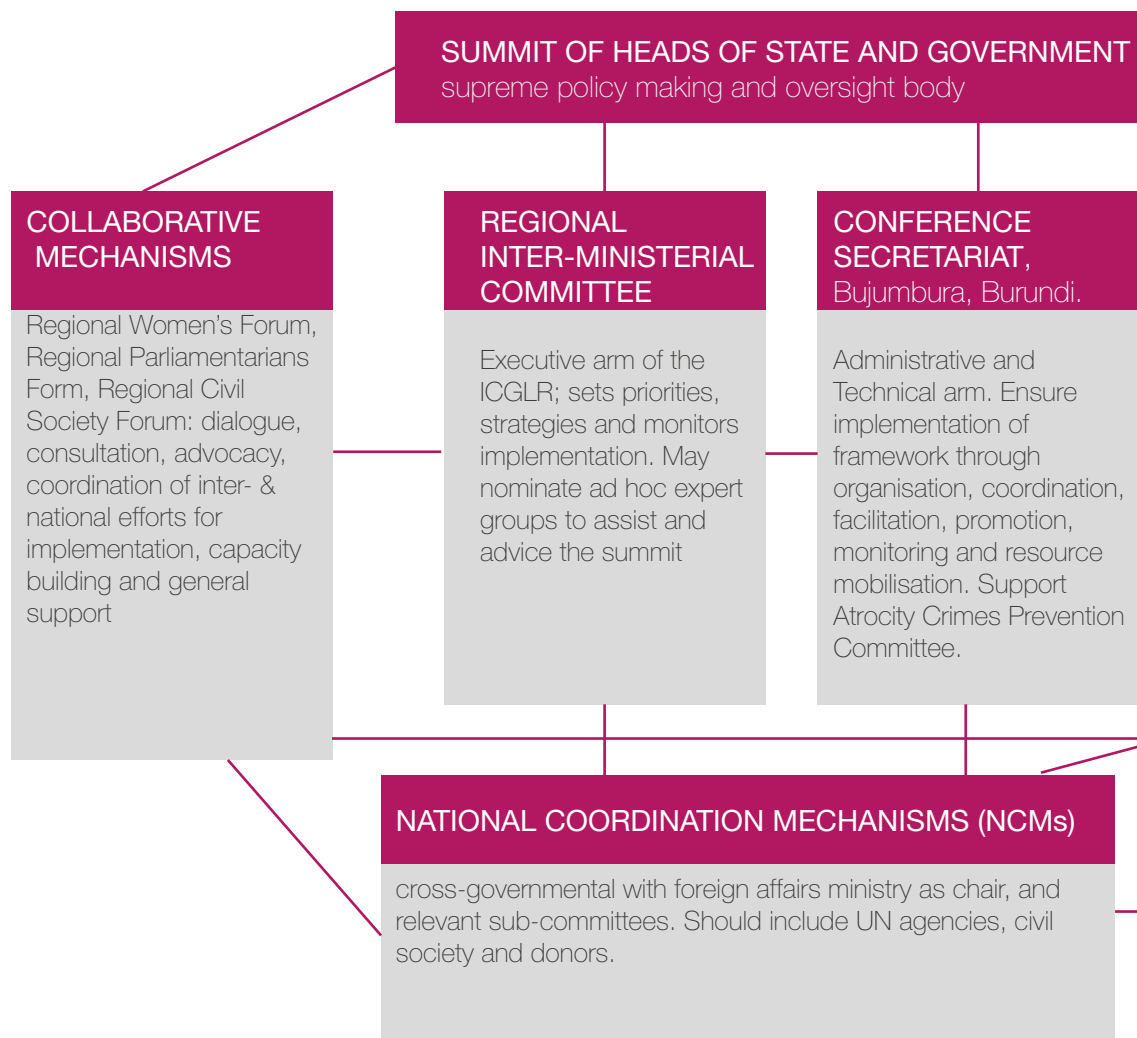 SUMMIT OF HEADS OF STATE AND GOVERNMENT
supreme policy making and oversight body
COLLABORATIVE
MECHANISMS
Regional Women’s Forum,
Regional Parliamentarians
Form, Regional Civil
Society Forum: dialogue,
consultation, advocacy,
coordination of inter- &
national efforts for
implementation, capacity
building and general
support
REGIONAL
INTER-MINISTERIAL
COMMITTEE
Executive arm of the
ICGLR; sets priorities,
strategies and monitors
implementation. May
nominate ad hoc expert
groups to assist and
advice the summit
CONFERENCE
SECRETARIAT,
Bujumbura, Burundi.
Administrative and
Technical arm. Ensure
implementation of
framework through
organisation, coordination,
facilitation, promotion,
monitoring and resource
mobilisation. Support
Atrocity Crimes Prevention
Committee.
NATIONAL COORDINATION MECHANISMS (NCMs)
cross-governmental with foreign affairs ministry as chair, and
relevant sub-committees. Should include UN agencies, civil
society and donors.